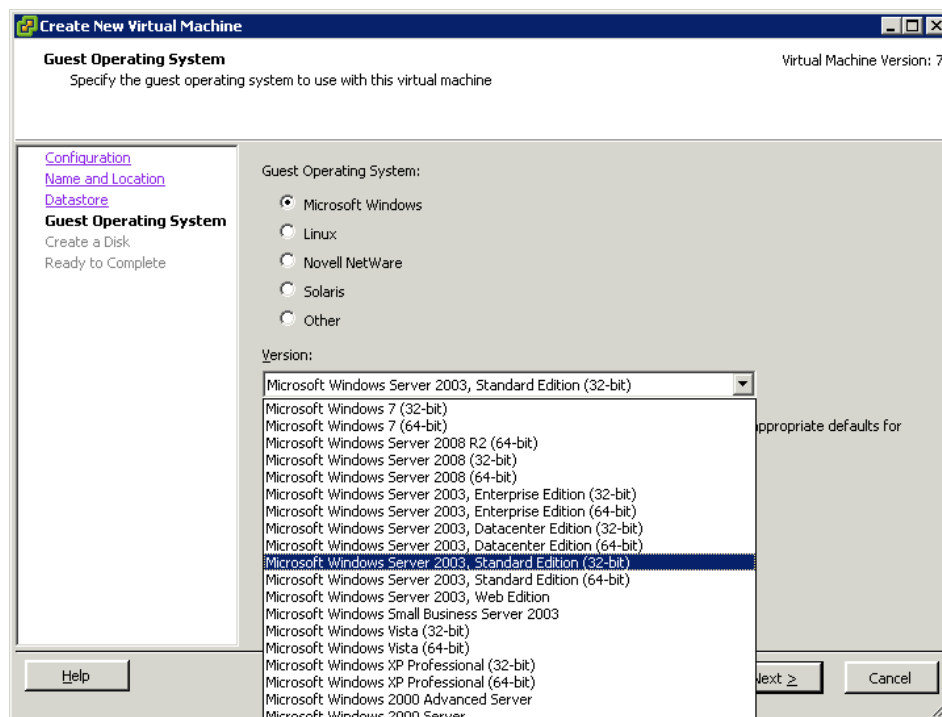 Create New Virtual Machine
Guest Operating System
Virtual Machine Version: 7
Specify the guest operating system to use with this virtual machine
Configuration
Name and Location
Datastore
Guest Operating System
Create a Disk
Ready to Complete
Guest Operating System:
Microsoft Windows
Linux
Novell NetWare
Solaris
Other
Version:
Microsoft Windows Server 2003, Standard Edition (32-bit)
Microsoft Windows 7 (32-bit)
Microsoft Windows 7 (64-bit)
appropriate defaults for
Microsoft Windows Server 2008 R2 (64-bit)
Microsoft Windows Server 2008 (32-bit)
Microsoft Windows Server 2008 (64-bit)
Microsoft Windows Server 2003, Enterprise Edition (32-bit)
Microsoft Windows Server 2003, Enterprise Edition (64-bit)
Microsoft Windows Server 2003, Datacenter Edition (32-bit)
Microsoft Windows Server 2003, Datacenter Edition (64-bit)
Microsoft Windows Server 2003, Standard Edition (32-bit)
Microsoft Windows Server 2003, Standard Edition (64-bit)
Microsoft Windows Server 2003, Web Edition
Microsoft Windows Small Business Server 2003
Microsoft Windows Vista (32-bit)
Microsoft Windows Vista (64-bit)
Microsoft Windows XP Professional (32-bit)
Microsoft Windows XP Professional (64-bit)
Microsoft Windows 2000 Advanced Server
Microsoft Windows 2000 Server
Help
Next >
Cancel